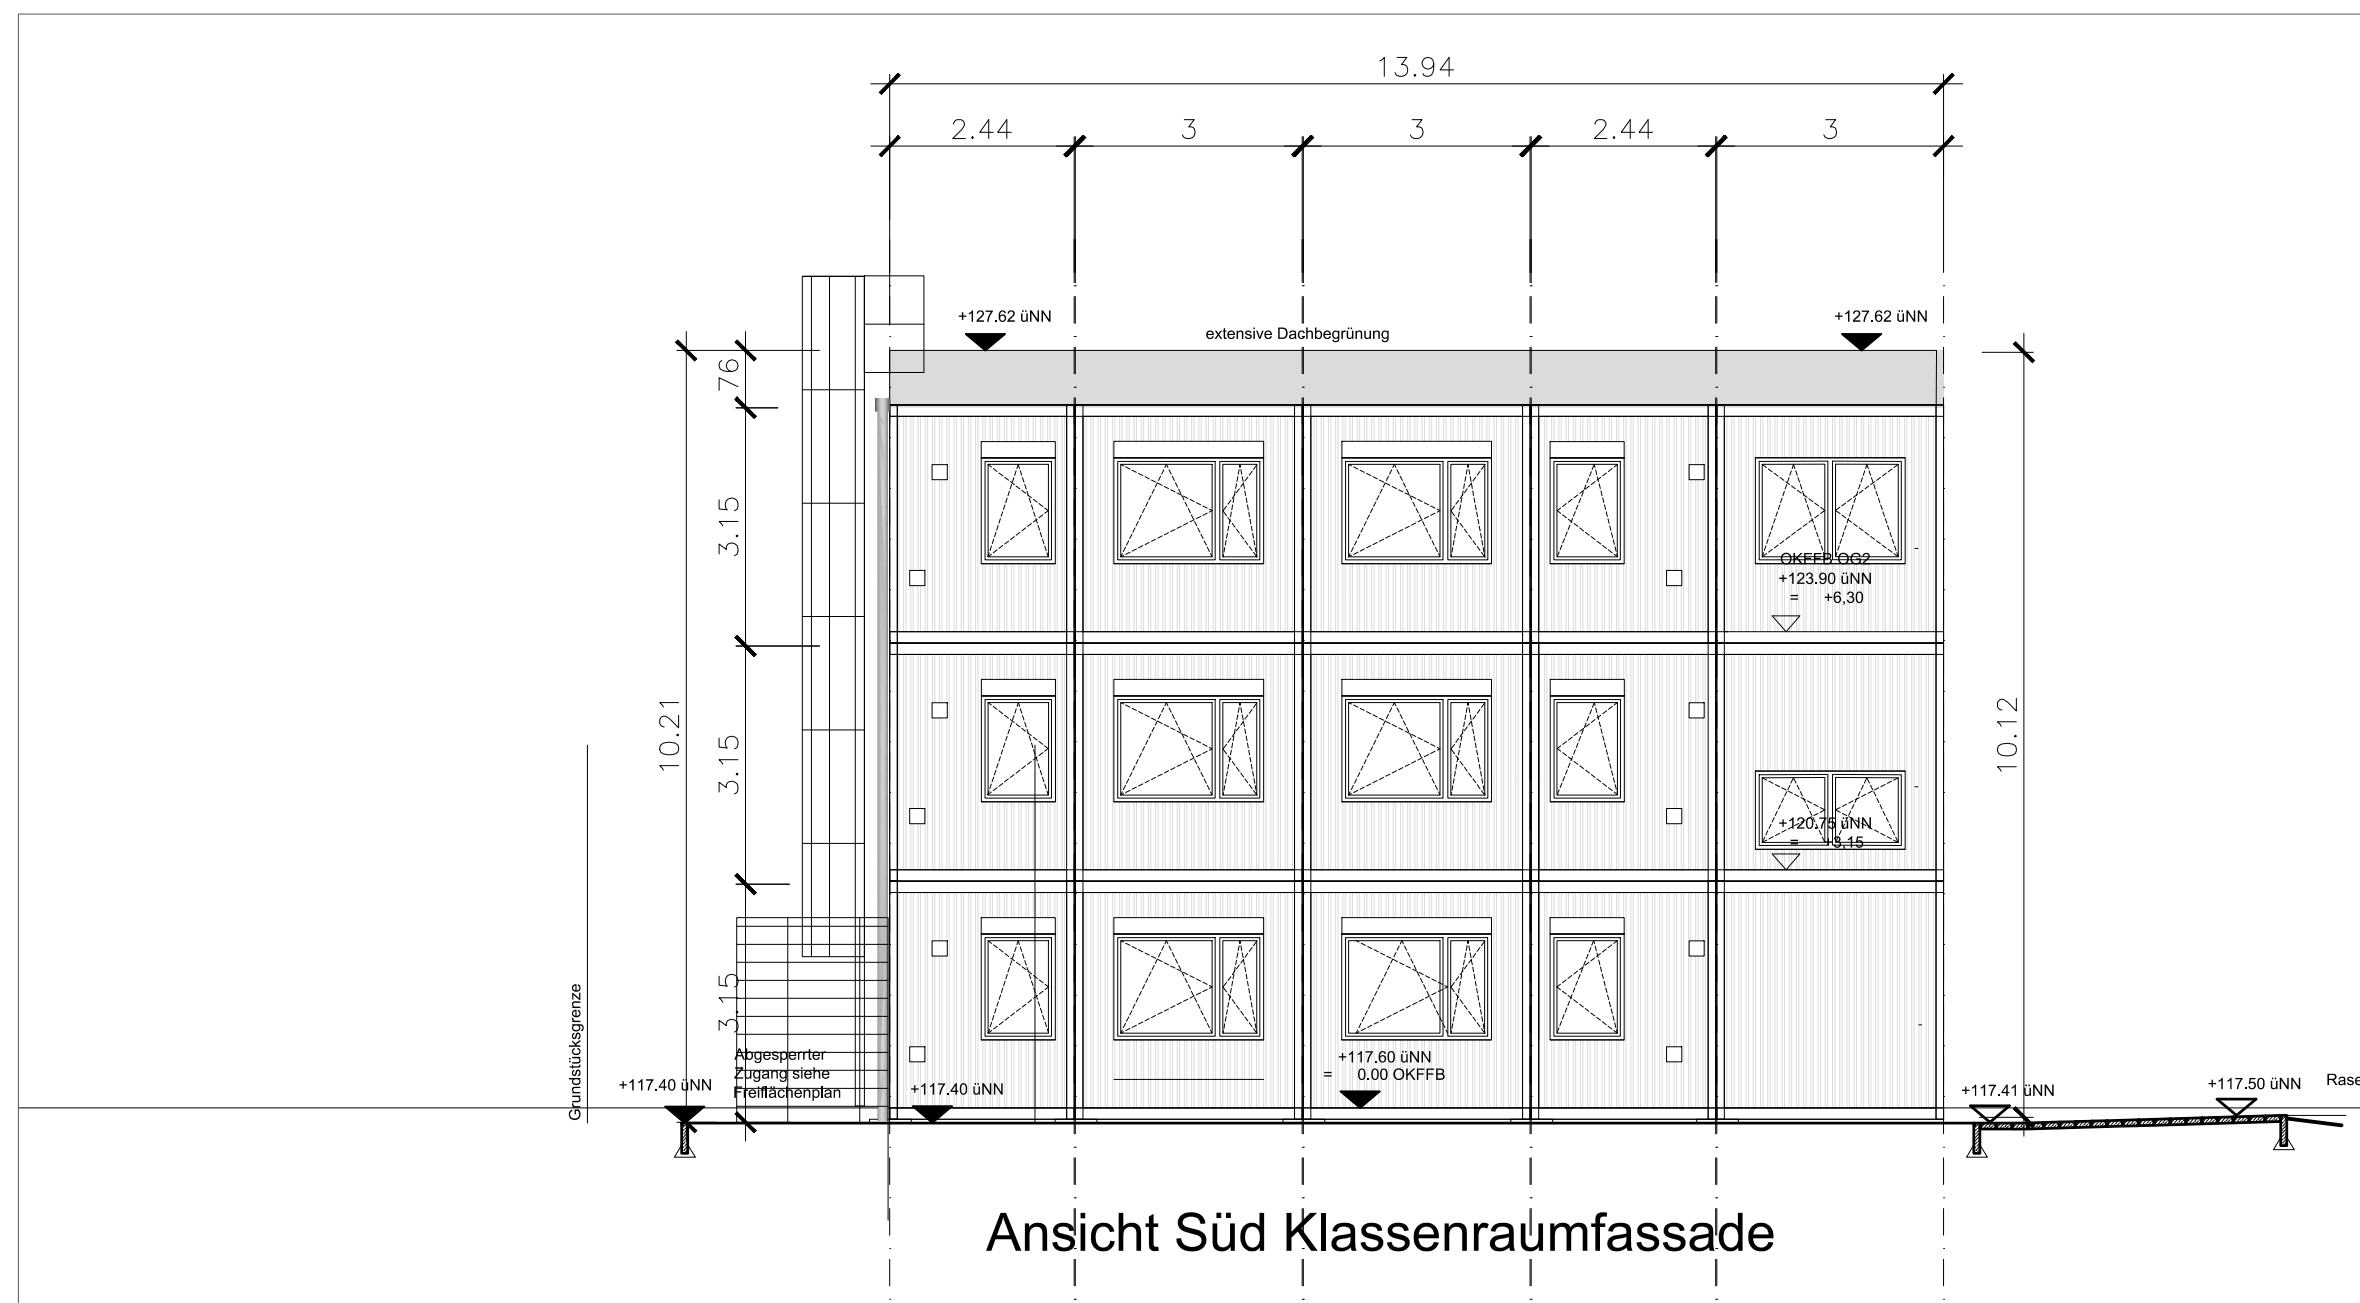 13.94
2.44
3
3
2.44
3
+127.62 üNN
+127.62 üNN
extensive Dachbegrünung
76
3.15
OKFFB OG2
+123.90 üNN
= +6,30
10.21
3.15
10.12
+120.75 üNN
= +3,15
3.15
Grundstücksgrenze
Abgesperrter
Zugang siehe
Freiflächenplan
+117.40 üNN
+117.40 üNN
+117.60 üNN
= 0.00 OKFFB
+117.41 üNN
+117.50 üNN
Rase
Ansicht Süd Klassenraumfassade